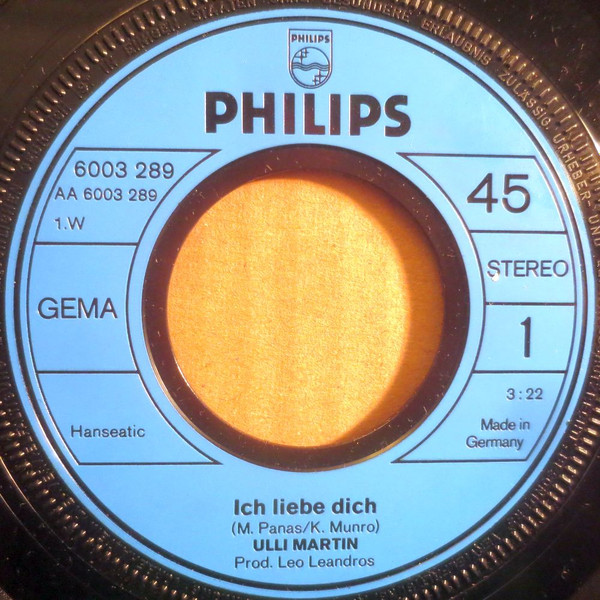 PHILIPS
PHILIPS
6003 289
AA 6003 289
1.W
GEMA
Hanseatic
45
STEREO
1
3:22
Made in
Germany
Ich liebe dich
(M. Panas/K. Munro)
ULLI MARTIN
Prod. Leo Leandros
GESONDERE ERLAUBNIS ZULÄSSIG URHEBER- UND